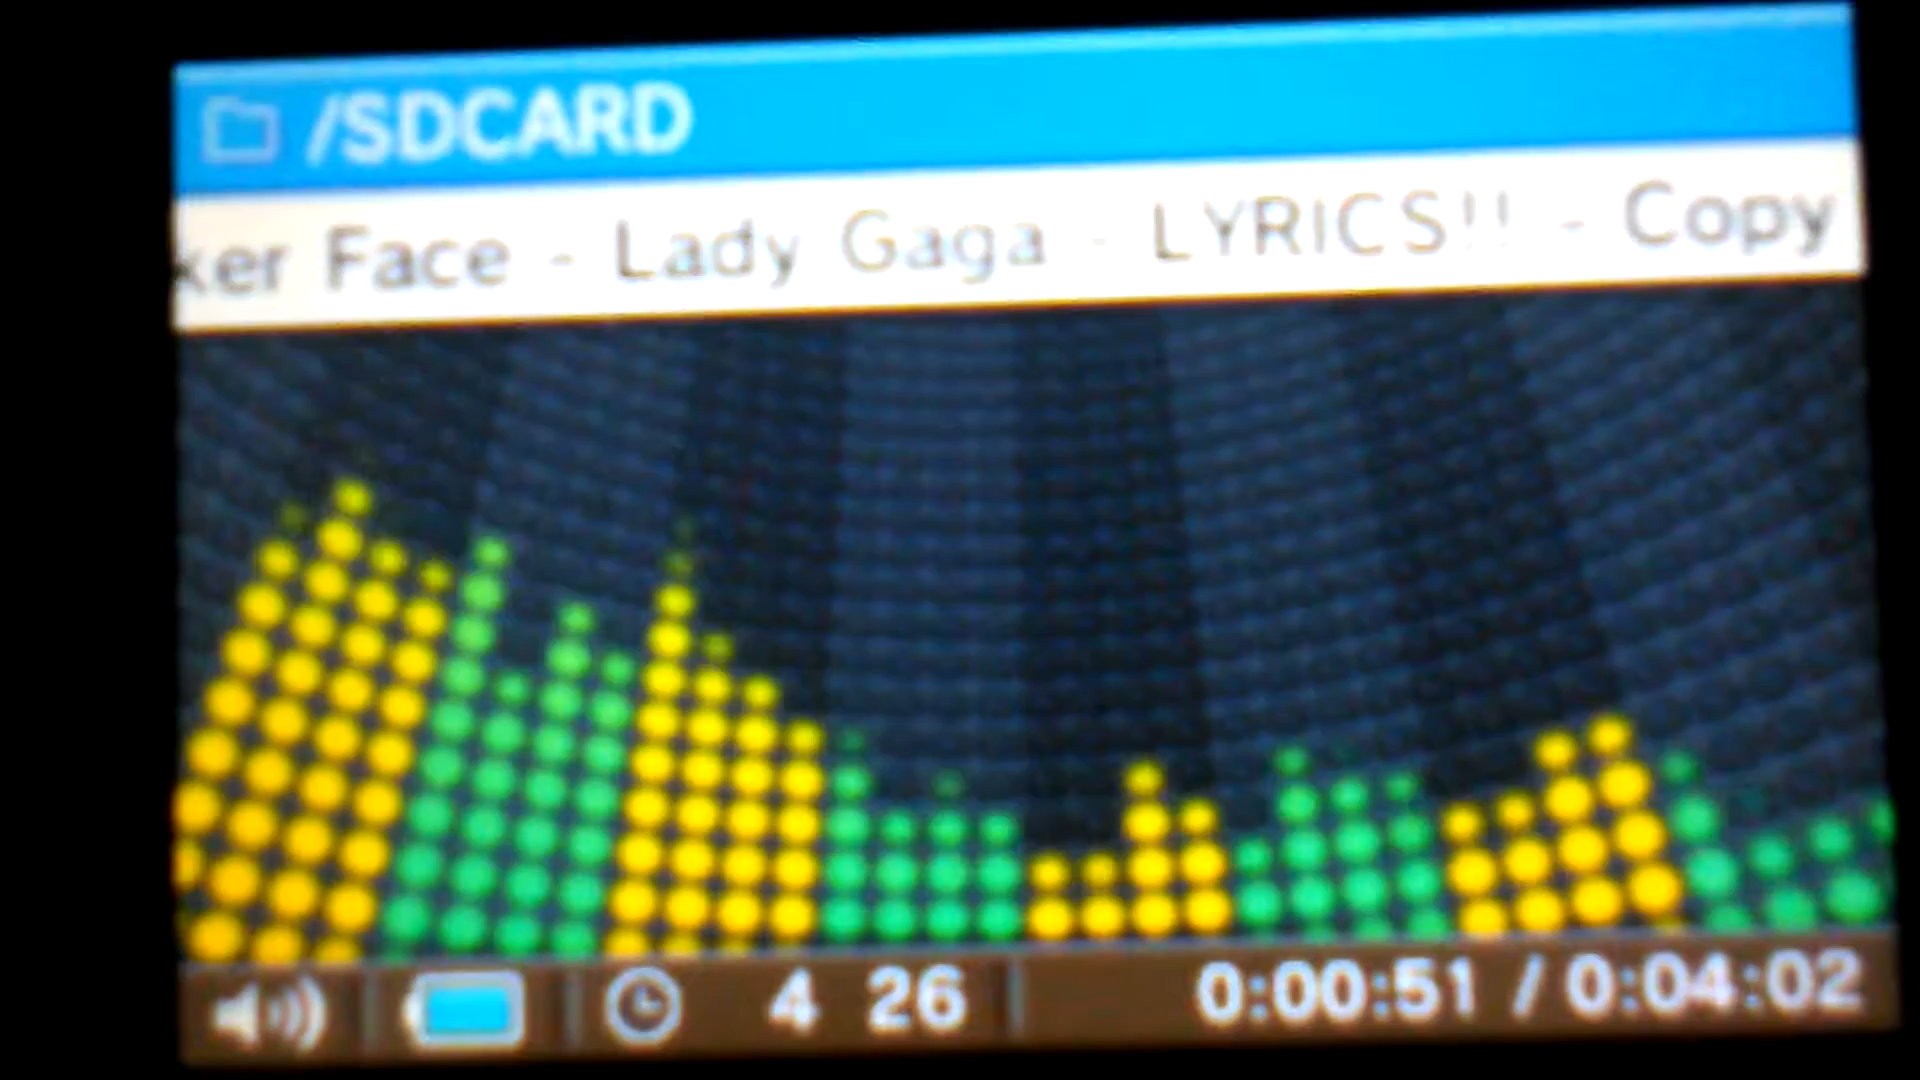 /SDCARD
ker Face - Lady Gaga - LYRICS!! - Copy
4 26
0:00:51 / 0:04:02